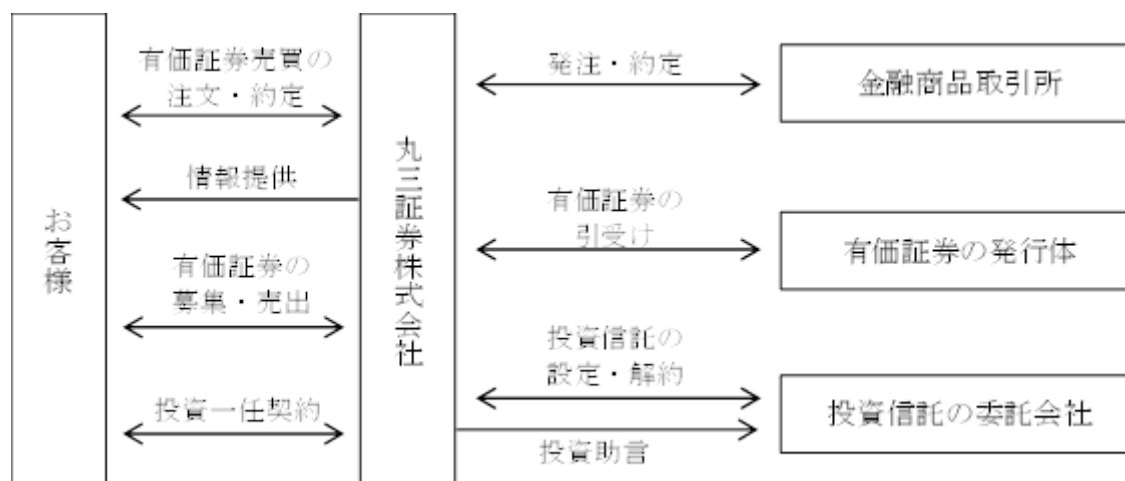 お客様
有価証券売買の
注文・約定
情報提供
有価証券の
募集・売出
投資一任契約
丸三証券株式会社
発注・約定
有価証券の
引受け
投資信託の
設定・解約
投資助言
金融商品取引所
有価証券の発行体
投資信託の委託会社